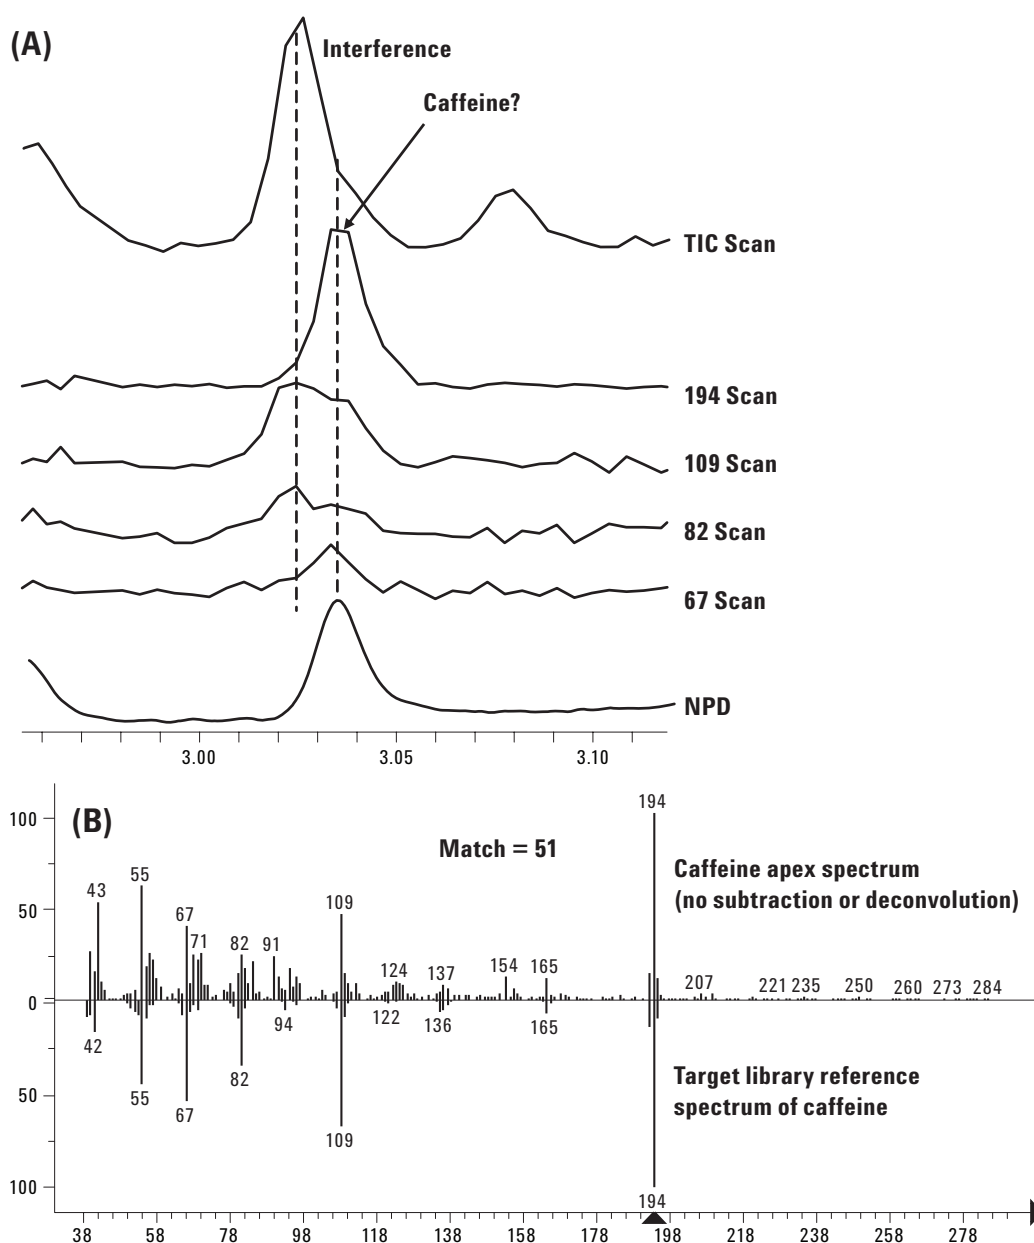 (A)
Interference
Caffeine?
TIC Scan
194 Scan
109 Scan
82 Scan
67 Scan
NPD
3.00 3.05 3.10
(B)
194
100
Match = 51
Caffeine apex spectrum
(no subtraction or deconvolution)
55
43
50
109
67
71 82 91
124 137 154 165
207 221 235 250 260 273 284
0
42 94 122 136 165
55 67 82 109
50
Target library reference
spectrum of caffeine
100
194
38 58 78 98 118 138 158 178 198 218 238 258 278